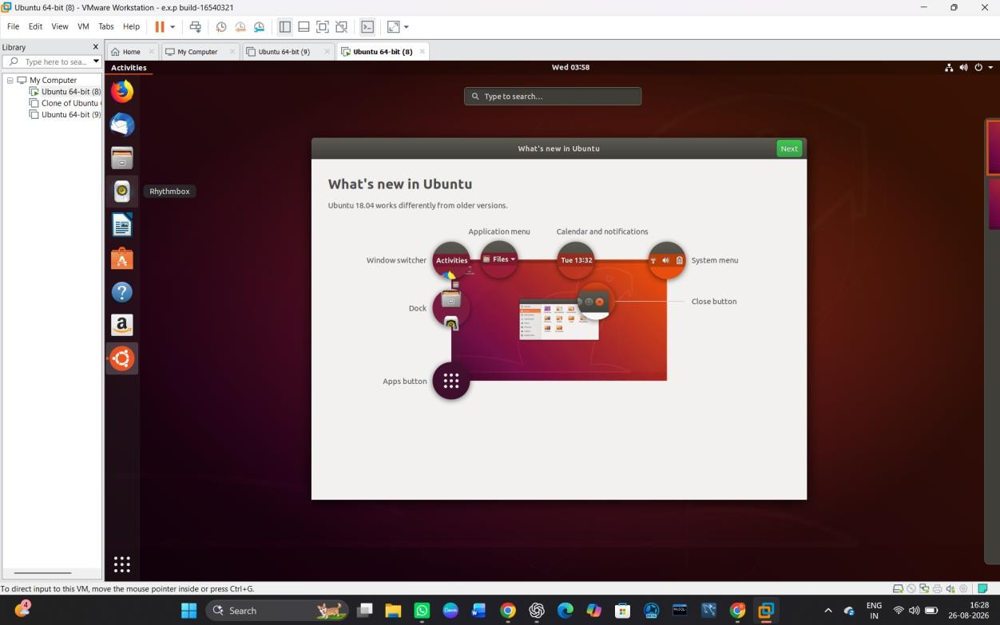 Ubuntu 64-bit (8) - VMware Workstation - e.x.p build-16540321
File Edit View VM Tabs Help
Library
Type here to sea...
Home
My Computer
Ubuntu 64-bit (9)
Ubuntu 64-bit (8)
My Computer
Ubuntu 64-bit (8)
Clone of Ubuntu
Ubuntu 64-bit (9)
Activities
Wed 03:58
Type to search...
Rhythmbox
What's new in Ubuntu
Next
What's new in Ubuntu
Ubuntu 18.04 works differently from older versions.
Application menu
Calendar and notifications
Window switcher
Activities
Files
Tue 13:32
System menu
Dock
Close button
Apps button
To direct input to this VM, move the mouse pointer inside or press Ctrl+G.
4
Search
ENG
IN
16:28
26-08-2026